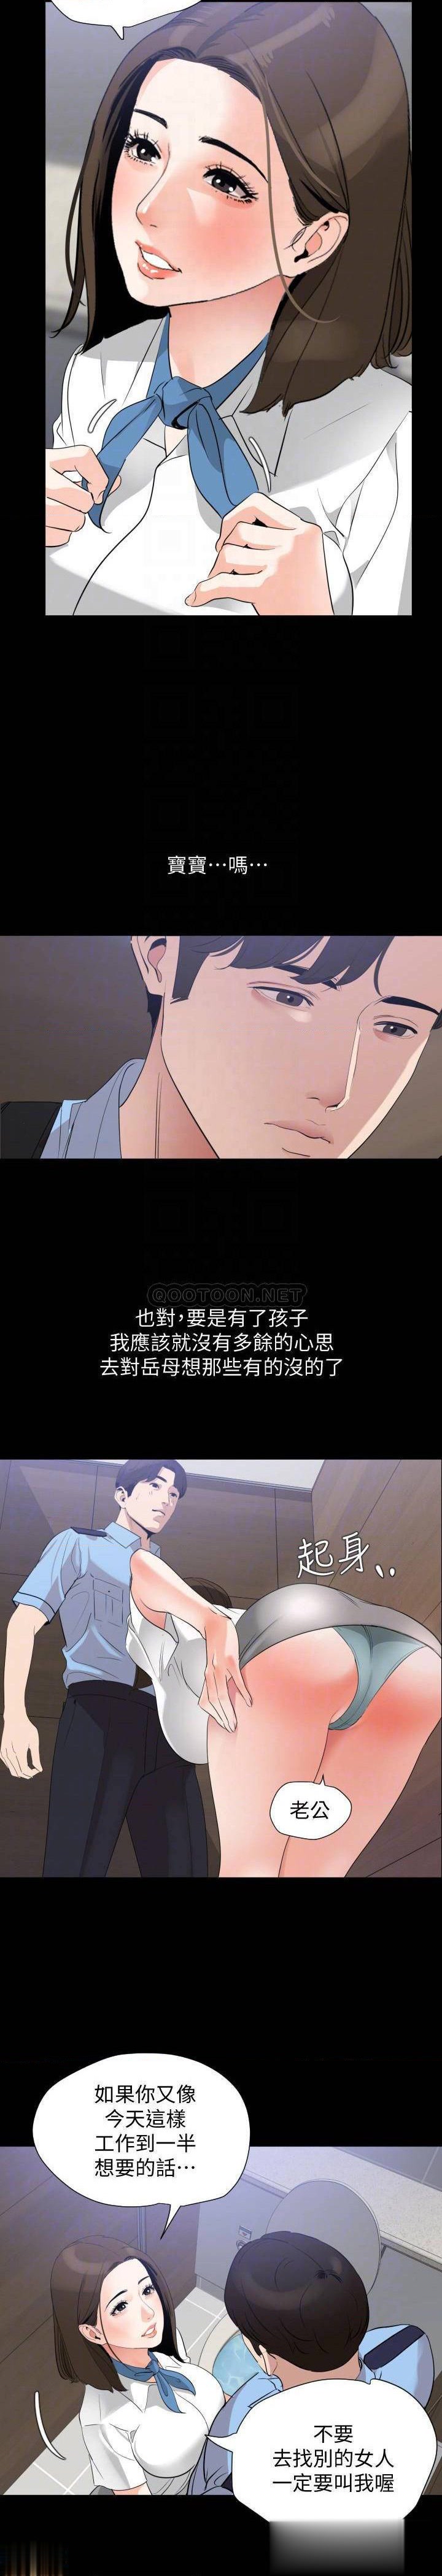 寶寶…嗎…
QOOTOON.NET
也對,要是有了孩子
我應該就沒有多餘的心思
去對岳母想那些有的沒的了
起身..
老公
如果你又像
今天這樣
工作到一半
想要的話…
不要
去找別的女人
一定要叫我喔